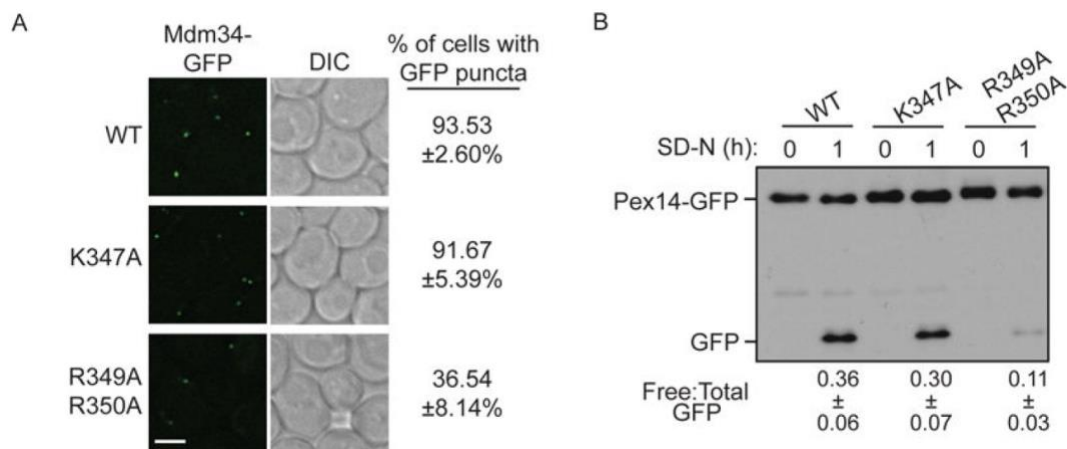 A
Mdm34-
GFP
DIC
% of cells with
GFP puncta
WT
93.53
±2.60%
K347A
91.67
±5.39%
R349A
R350A
36.54
±8.14%
B
WT
K347A
R349A
R350A
SD-N (h):
0 1 0 1 0 1
Pex14-GFP
GFP
Free:Total
GFP
0.36 0.30 0.11
± ± ±
0.06 0.07 0.03